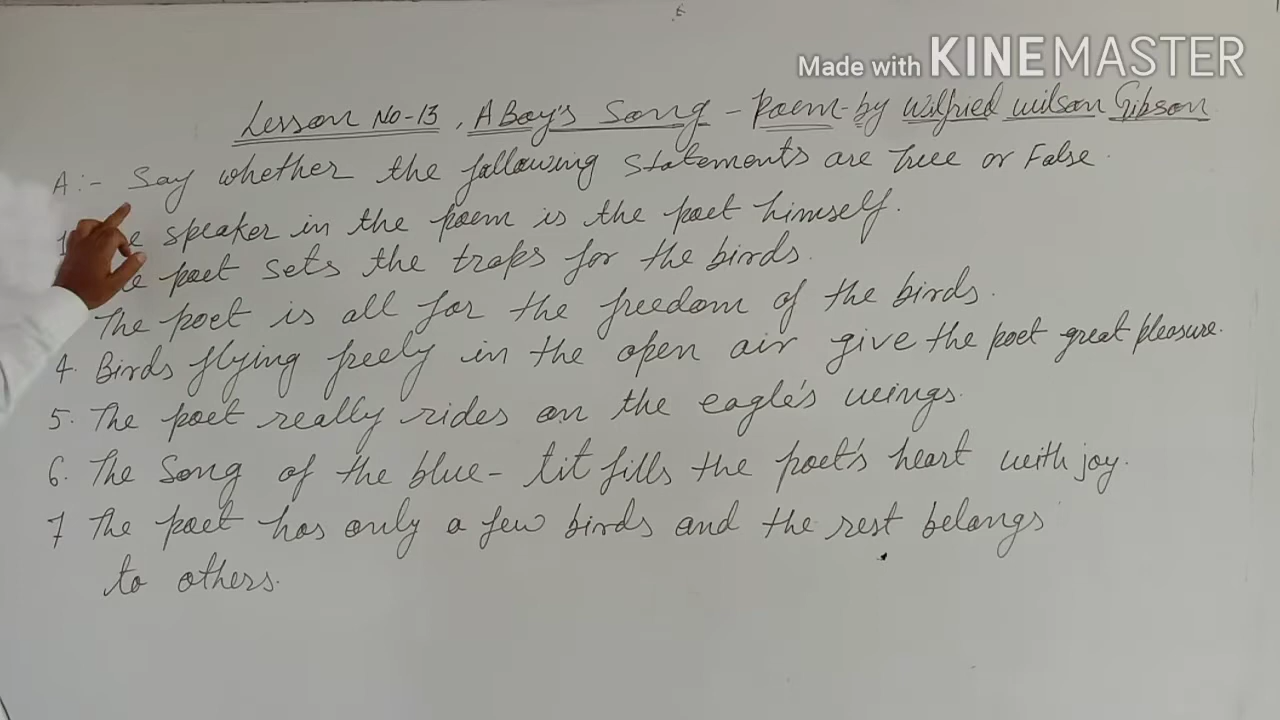 Made with KINEMASTER
Lesson No-13, A Boy's Song - Poem - by Wilfried Wilson Gibson
A:- Say whether the following statements are True or False.
speaker in the poem is the poet himself.
poet sets the traps for the birds.
The poet is all for the freedom of the birds.
4. Birds flying freely in the open air give the poet great pleasure.
5. The poet really rides on the eagle's wings.
6. The song of the blue-tit fills the poet's heart with joy.
7 The poet has only a few birds and the rest belongs
to others.